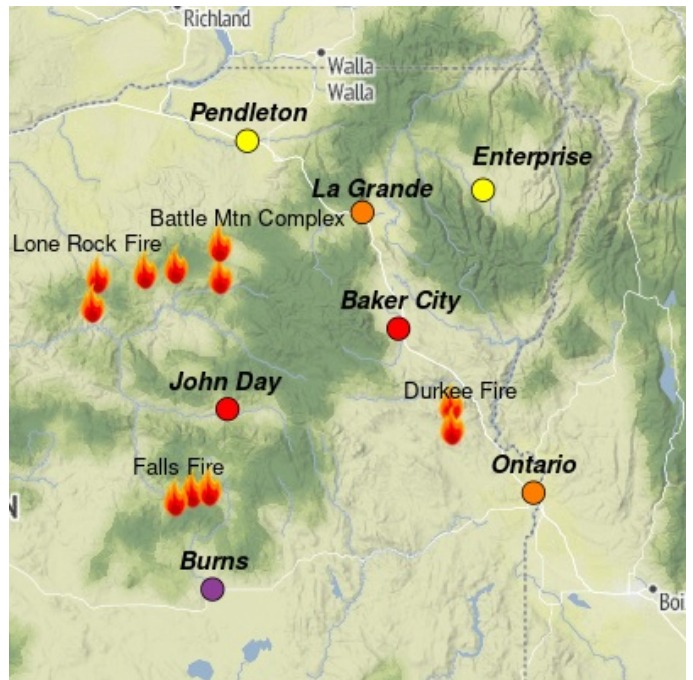 Richland
Walla
Walla
Pendleton
Enterprise
La Grande
Battle Mtn Complex
Lone Rock Fire
Baker City
John Day
Durkee Fire
Falls Fire
Ontario
N
Burns
Boi